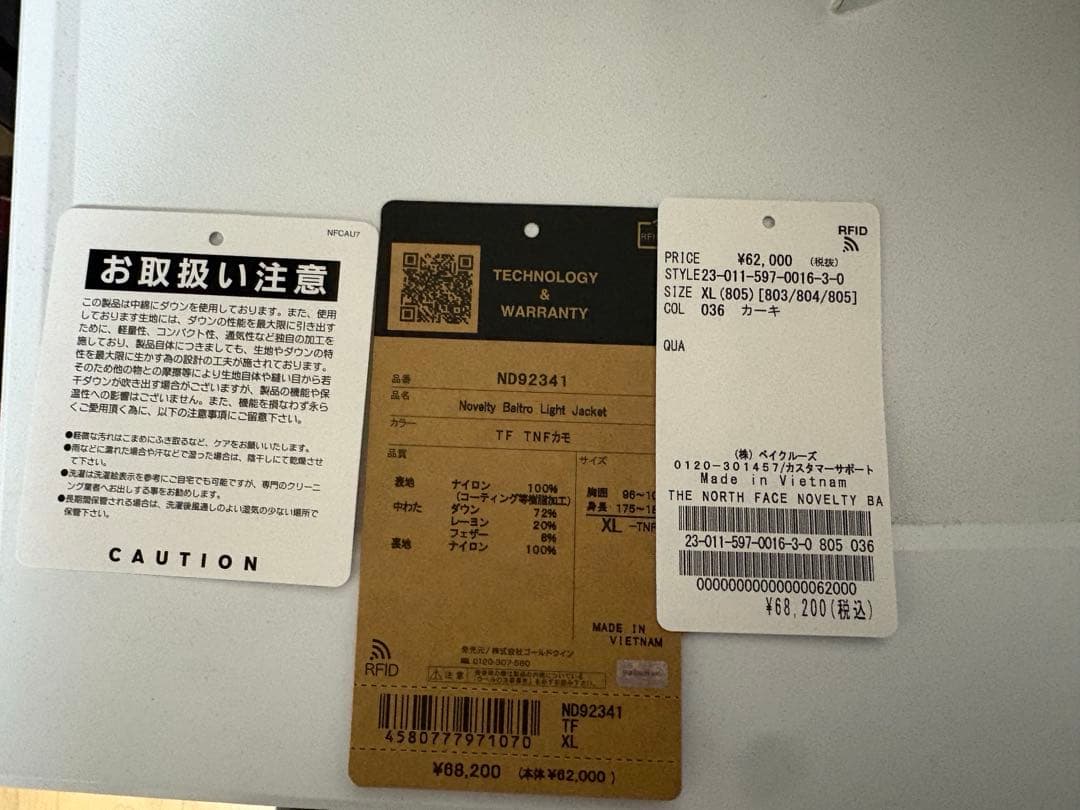 NFCAU7
お取扱い注意
この製品は中綿にダウンを使用しております。また、使用
しております生地には、ダウンの性能を最大限に引き出す
ために、軽量性、コンパクト性、通気性など独自の加工を
施しており、製品自体につきましても、生地やダウンの特
性を最大限に生かす為の設計の工夫が施されております。
そのため他の物との摩擦等により生地自体や縫い目から若
干ダウンが吹き出す場合がございますが、製品の機能や保
温性への影響はございません。また、機能を損なわず永ら
くご愛用頂く為に、以下の注意事項にご留意下さい。
●軽微な汚れはこまめにふき取るなど、ケアをお願いいたします。
●雨などに濡れた場合や汗などで湿った場合は、陰干しにて乾燥させ
て下さい。
●洗濯は洗濯絵表示を参考にご自宅でも可能ですが、専門のクリーニ
ング業者へお出しする事をお勧めします。
●長期間保管される場合は、洗濯後風通しのよい湿気の少ない場所で
保管下さい。
CAUTION
TECHNOLOGY
&
WARRANTY
品番 ND92341
品名
Novelty Baltro Light Jacket
カラー
TF TNFカモ
品質
サイズ
表地 ナイロン 100%
(コーティング等樹脂加工)
中わた ダウン 72%
レーヨン 20%
フェザー 8%
裏地 ナイロン 100%
胸囲 96~10
身長 175~18
XL -TNF
MADE IN
VIETNAM
RFID
発売元/株式会社ゴールドウイン
0120-307-560
注意
4580777971070
ND92341
TF
XL
¥68,200 (本体¥62,000)
RFID
PRICE ¥62,000 (税抜)
STYLE23-011-597-0016-3-0
SIZE XL(805)[803/804/805]
COL 036 カーキ
QUA
(株)ベイクルーズ
0120-301457/カスタマーサポート
Made in Vietnam
THE NORTH FACE NOVELTY BA
23-011-597-0016-3-0 805 036
00000000000000062000
¥68,200(税込)